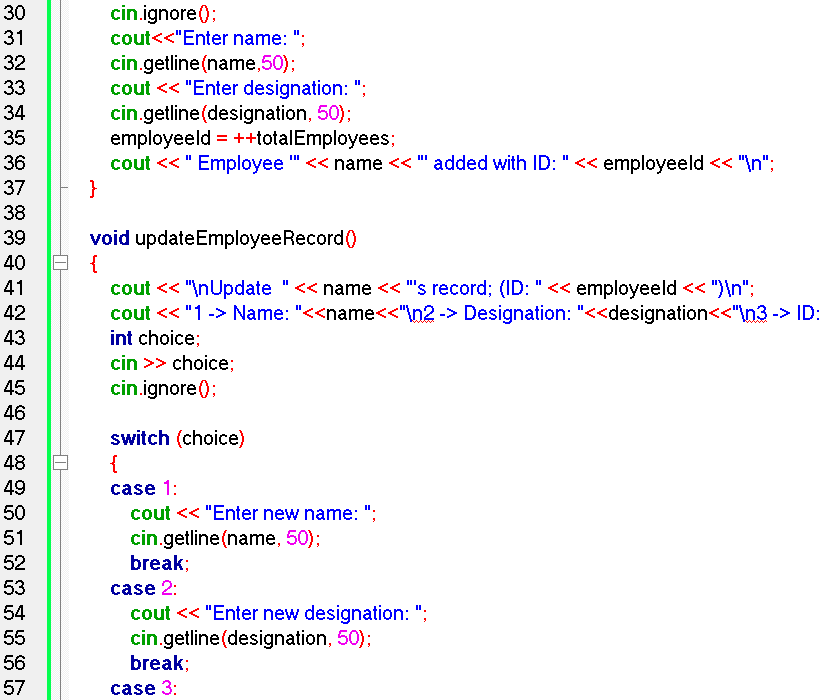 30 cin.ignore();
31 cout<<"Enter name: ";
32 cin.getline(name,50);
33 cout << "Enter designation: ";
34 cin.getline(designation, 50);
35 employeeId = ++totalEmployees;
36 cout << " Employee '" << name << "' added with ID: " << employeeId << "\n";
37 }
38
39 void updateEmployeeRecord()
40 {
41 cout << "\nUpdate  " << name << "'s record; (ID: " << employeeId << ")\n";
42 cout << "1 -> Name: "<<name<<"\n2 -> Designation: "<<designation<<"\n3 -> ID:
43 int choice;
44 cin >> choice;
45 cin.ignore();
46
47 switch (choice)
48 {
49 case 1:
50 cout << "Enter new name: ";
51 cin.getline(name, 50);
52 break;
53 case 2:
54 cout << "Enter new designation: ";
55 cin.getline(designation, 50);
56 break;
57 case 3: